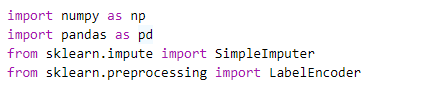 import numpy as np
import pandas as pd
from sklearn.impute import SimpleImputer
from sklearn.preprocessing import LabelEncoder